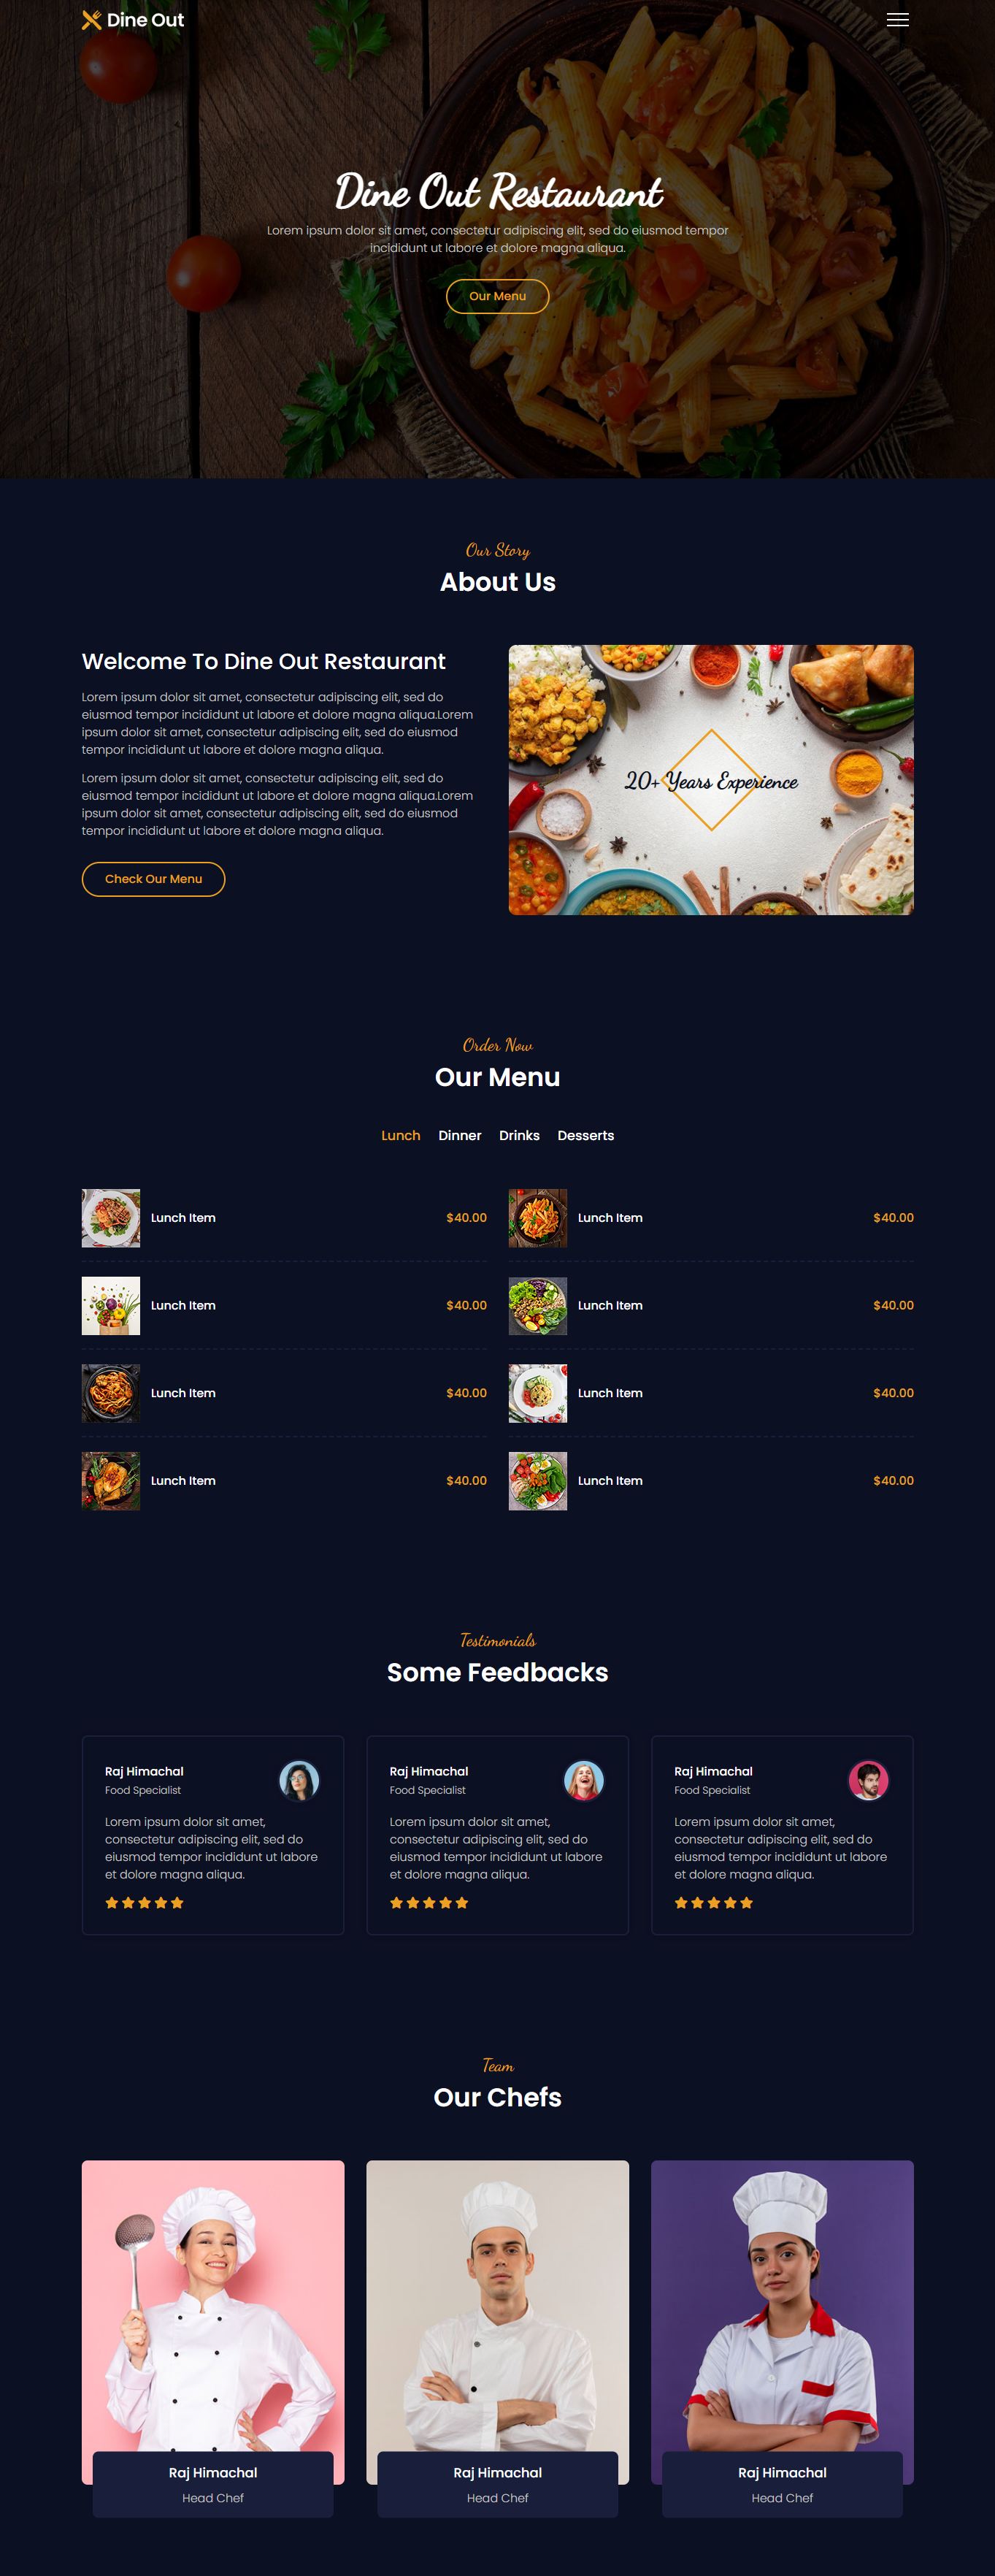 Dine Out
Dine Out Restaurant
Lorem ipsum dolor sit amet, consectetur adipiscing elit, sed do eiusmod tempor
incididunt ut labore et dolore magna aliqua.
Our Menu
Our Story
About Us
Welcome To Dine Out Restaurant
Lorem ipsum dolor sit amet, consectetur adipiscing elit, sed do
eiusmod tempor incididunt ut labore et dolore magna aliqua.Lorem
ipsum dolor sit amet, consectetur adipiscing elit, sed do eiusmod
tempor incididunt ut labore et dolore magna aliqua.
Lorem ipsum dolor sit amet, consectetur adipiscing elit, sed do
eiusmod tempor incididunt ut labore et dolore magna aliqua.Lorem
ipsum dolor sit amet, consectetur adipiscing elit, sed do eiusmod
tempor incididunt ut labore et dolore magna aliqua.
Check Our Menu
20+ Years Experience
Order Now
Our Menu
Lunch Dinner Drinks Desserts
Lunch Item $40.00
Lunch Item $40.00
Lunch Item $40.00
Lunch Item $40.00
Lunch Item $40.00
Lunch Item $40.00
Lunch Item $40.00
Lunch Item $40.00
Testimonials
Some Feedbacks
Raj Himachal
Food Specialist
Lorem ipsum dolor sit amet,
consectetur adipiscing elit, sed do
eiusmod tempor incididunt ut labore
et dolore magna aliqua.
Raj Himachal
Food Specialist
Lorem ipsum dolor sit amet,
consectetur adipiscing elit, sed do
eiusmod tempor incididunt ut labore
et dolore magna aliqua.
Raj Himachal
Food Specialist
Lorem ipsum dolor sit amet,
consectetur adipiscing elit, sed do
eiusmod tempor incididunt ut labore
et dolore magna aliqua.
Team
Our Chefs
Raj Himachal
Head Chef
Raj Himachal
Head Chef
Raj Himachal
Head Chef